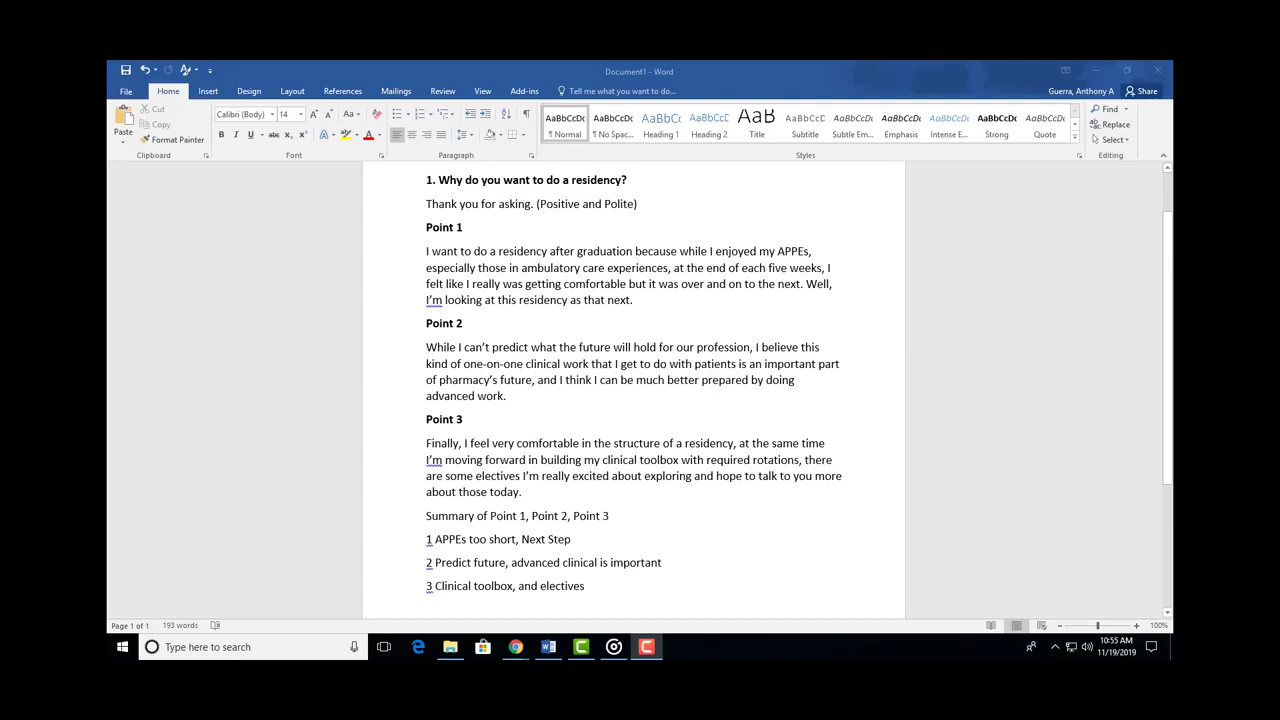 Document1 - Word
Guerra, Anthony A
Share
File
Home
Insert
Design
Layout
References
Mailings
Review
View
Add-ins
Tell me what you want to do...
Paste
Cut
Copy
Format Painter
Calibri (Body)
14
Aa
B I U abc X₂ X²
AaBbCcDc AaBbCcDc AaBbCcD AaBbCcD AaB AaBbCcD AaBbCcDc AaBbCcDc AaBbCcDc AaBbCcDc AaBbCcDc
¶ Normal ¶ No Spac... Heading 1 Heading 2 Title Subtitle Subtle Em... Emphasis Intense E... Strong Quote
Find
Replace
Select
Clipboard
Font
Paragraph
Styles
Editing
1. Why do you want to do a residency?
Thank you for asking. (Positive and Polite)
Point 1
I want to do a residency after graduation because while I enjoyed my APPEs,
especially those in ambulatory care experiences, at the end of each five weeks, I
felt like I really was getting comfortable but it was over and on to the next. Well,
I'm looking at this residency as that next.
Point 2
While I can't predict what the future will hold for our profession, I believe this
kind of one-on-one clinical work that I get to do with patients is an important part
of pharmacy's future, and I think I can be much better prepared by doing
advanced work.
Point 3
Finally, I feel very comfortable in the structure of a residency, at the same time
I'm moving forward in building my clinical toolbox with required rotations, there
are some electives I'm really excited about exploring and hope to talk to you more
about those today.
Summary of Point 1, Point 2, Point 3
1 APPEs too short, Next Step
2 Predict future, advanced clinical is important
3 Clinical toolbox, and electives
Page 1 of 1
193 words
100%
Type here to search
10:55 AM
11/19/2019